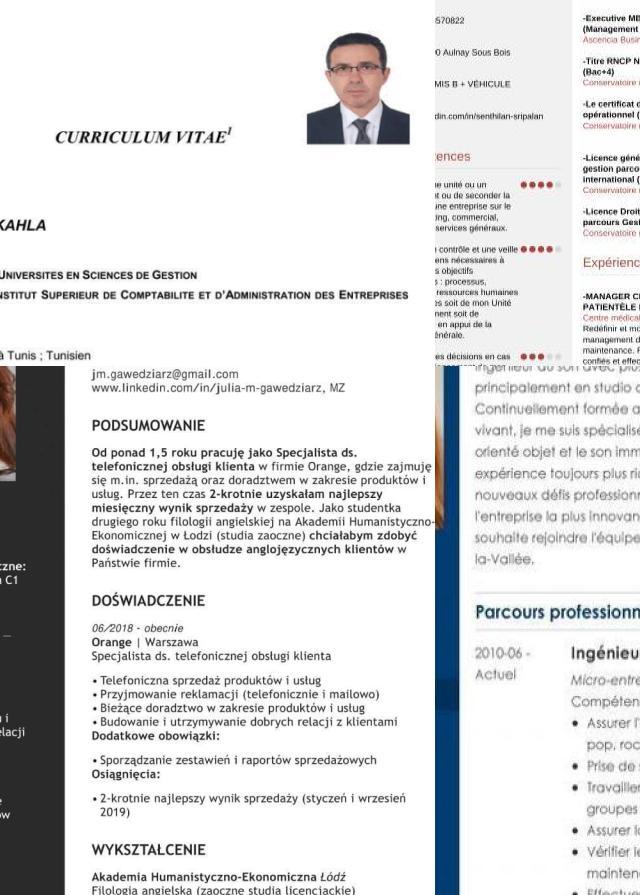 CURRICULUM VITAE¹
KAHLA
UNIVERSITES EN SCIENCES DE GESTION
INSTITUT SUPERIEUR DE COMPTABILITE ET D'ADMINISTRATION DES ENTREPRISES
à Tunis ; Tunisien
570822
0 Aulnay Sous Bois
MIS B + VÉHICULE
din.com/in/senthilan-sripalan
ences
e unité ou un
t ou de seconder la
une entreprise sur le
ng, commercial,
services généraux.
contrôle et une veille
ens nécessaires à
s objectifs
s : processus,
ressources humaines
es soit de mon Unité
ment soit de
en appui de la
énérale.
es décisions en cas
-Executive MB
(Management
Ascencia Busin
-Titre RNCP N
(Bac+4)
Conservatoire
-Le certificat d
opérationnel (
Conservatoire
-Licence géné
gestion parco
international (
Conservatoire
-Licence Droit
parcours Gest
Conservatoire
Expérienc
-MANAGER C
PATIENTÈLE
Centre médical
Redéfinir et mo
management d
maintenance. F
confiés et effec
jm.gawedziarz@gmail.com
www.linkedin.com/in/julia-m-gawedziarz, MZ
PODSUMOWANIE
Od ponad 1,5 roku pracuję jako Specjalista ds.
telefonicznej obsługi klienta w firmie Orange, gdzie zajmuję
się m.in. sprzedażą oraz doradztwem w zakresie produktów i
usług. Przez ten czas 2-krotnie uzyskałam najlepszy
miesięczny wynik sprzedaży w zespole. Jako studentka
drugiego roku filologii angielskiej na Akademii Humanistyczno-
Ekonomicznej w Łodzi (studia zaoczne) chciałabym zdobyć
doświadczenie w obsłudze anglojęzycznych klientów w
Państwie firmie.
DOŚWIADCZENIE
06/2018 - obecnie
Orange | Warszawa
Specjalista ds. telefonicznej obsługi klienta
• Telefoniczna sprzedaż produktów i usług
• Przyjmowanie reklamacji (telefonicznie i mailowo)
• Bieżące doradztwo w zakresie produktów i usług
• Budowanie i utrzymywanie dobrych relacji z klientami
Dodatkowe obowiązki:
• Sporządzanie zestawień i raportów sprzedażowych
Osiągnięcia:
• 2-krotnie najlepszy wynik sprzedaży (styczeń i wrzesień
2019)
WYKSZTAŁCENIE
Akademia Humanistyczno-Ekonomiczna Łódź
Filologia angielska (zaoczne studia licencjackie)
czne:
C1
i
elacji
ów
ingénieur du son avec plus
principalement en studio d
Continuellement formée a
vivant, je me suis spécialisé
orienté objet et le son imm
expérience toujours plus ric
nouveaux défis professionn
l'entreprise la plus innovan
souhaite rejoindre l'équipe
la-Vallée.
Parcours professionn
2010-06 -
Actuel
Ingénieu
Micro-entre
Compéten
• Assurer l'
pop, roc
• Prise de
• Travailler
groupes
• Assurer la
• Vérifier le
mainten
• Effectue